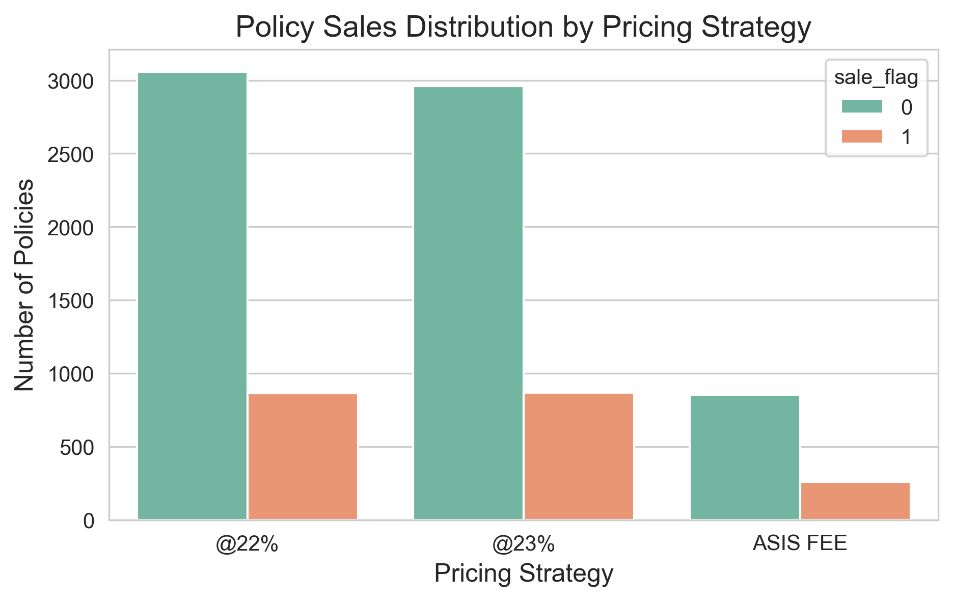 Policy Sales Distribution by Pricing Strategy
sale_flag
0
1
Number of Policies
3000
2500
2000
1500
1000
500
0
@22%
@23%
ASIS FEE
Pricing Strategy